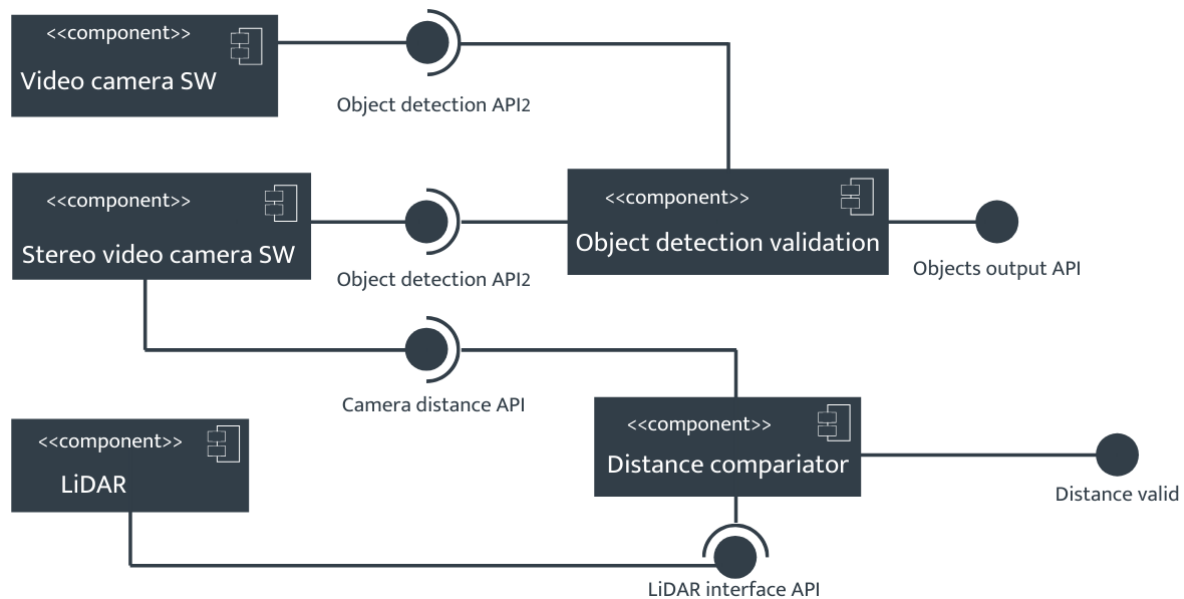 <<component>>
Video camera SW
Object detection API2
<<component>>
Stereo video camera SW
Object detection API2
<<component>>
Object detection validation
Objects output API
Camera distance API
<<component>>
LiDAR
<<component>>
Distance compariator
Distance valid
LiDAR interface API